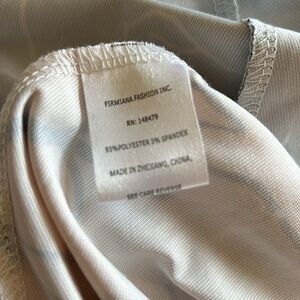 FIRMIANA FASHION INC.
RN: 148479
95%POLYESTER 5% SPANDEX
MADE IN ZHEJIANG, CHINA.
SEE CARE REVERSE